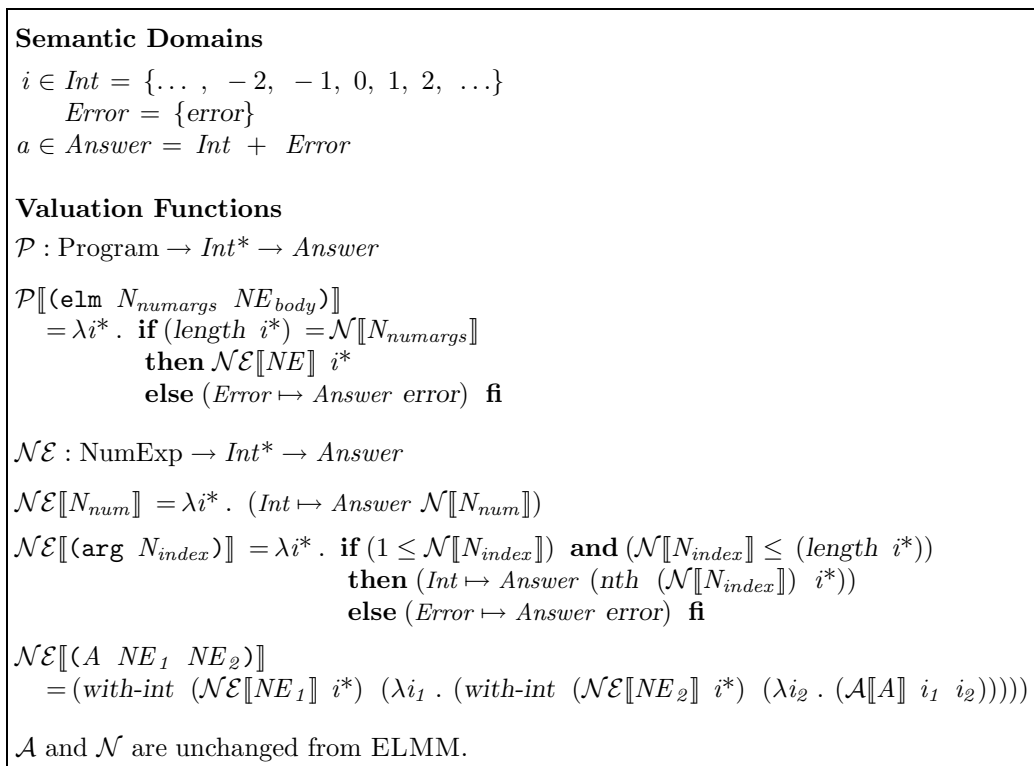 Semantic Domains
i ∈ Int = {… , −2, −1, 0, 1, 2, …}
Error = {error}
a ∈ Answer = Int + Error
Valuation Functions
𝒫 : Program → Int* → Answer
𝒫⟦(elm N_numargs NE_body)⟧
= λi* . if (length i*) = 𝒩⟦N_numargs⟧
then 𝒩ℰ⟦NE⟧ i*
else (Error ↦ Answer error) fi
𝒩ℰ : NumExp → Int* → Answer
𝒩ℰ⟦N_num⟧ = λi* . (Int ↦ Answer 𝒩⟦N_num⟧)
𝒩ℰ⟦(arg N_index)⟧ = λi* . if (1 ≤ 𝒩⟦N_index⟧) and (𝒩⟦N_index⟧ ≤ (length i*))
then (Int ↦ Answer (nth (𝒩⟦N_index⟧) i*))
else (Error ↦ Answer error) fi
𝒩ℰ⟦(A NE_1 NE_2)⟧
= (with-int (𝒩ℰ⟦NE_1⟧ i*) (λi_1 . (with-int (𝒩ℰ⟦NE_2⟧ i*) (λi_2 . (𝒜⟦A⟧ i_1 i_2)))))
𝒜 and 𝒩 are unchanged from ELMM.